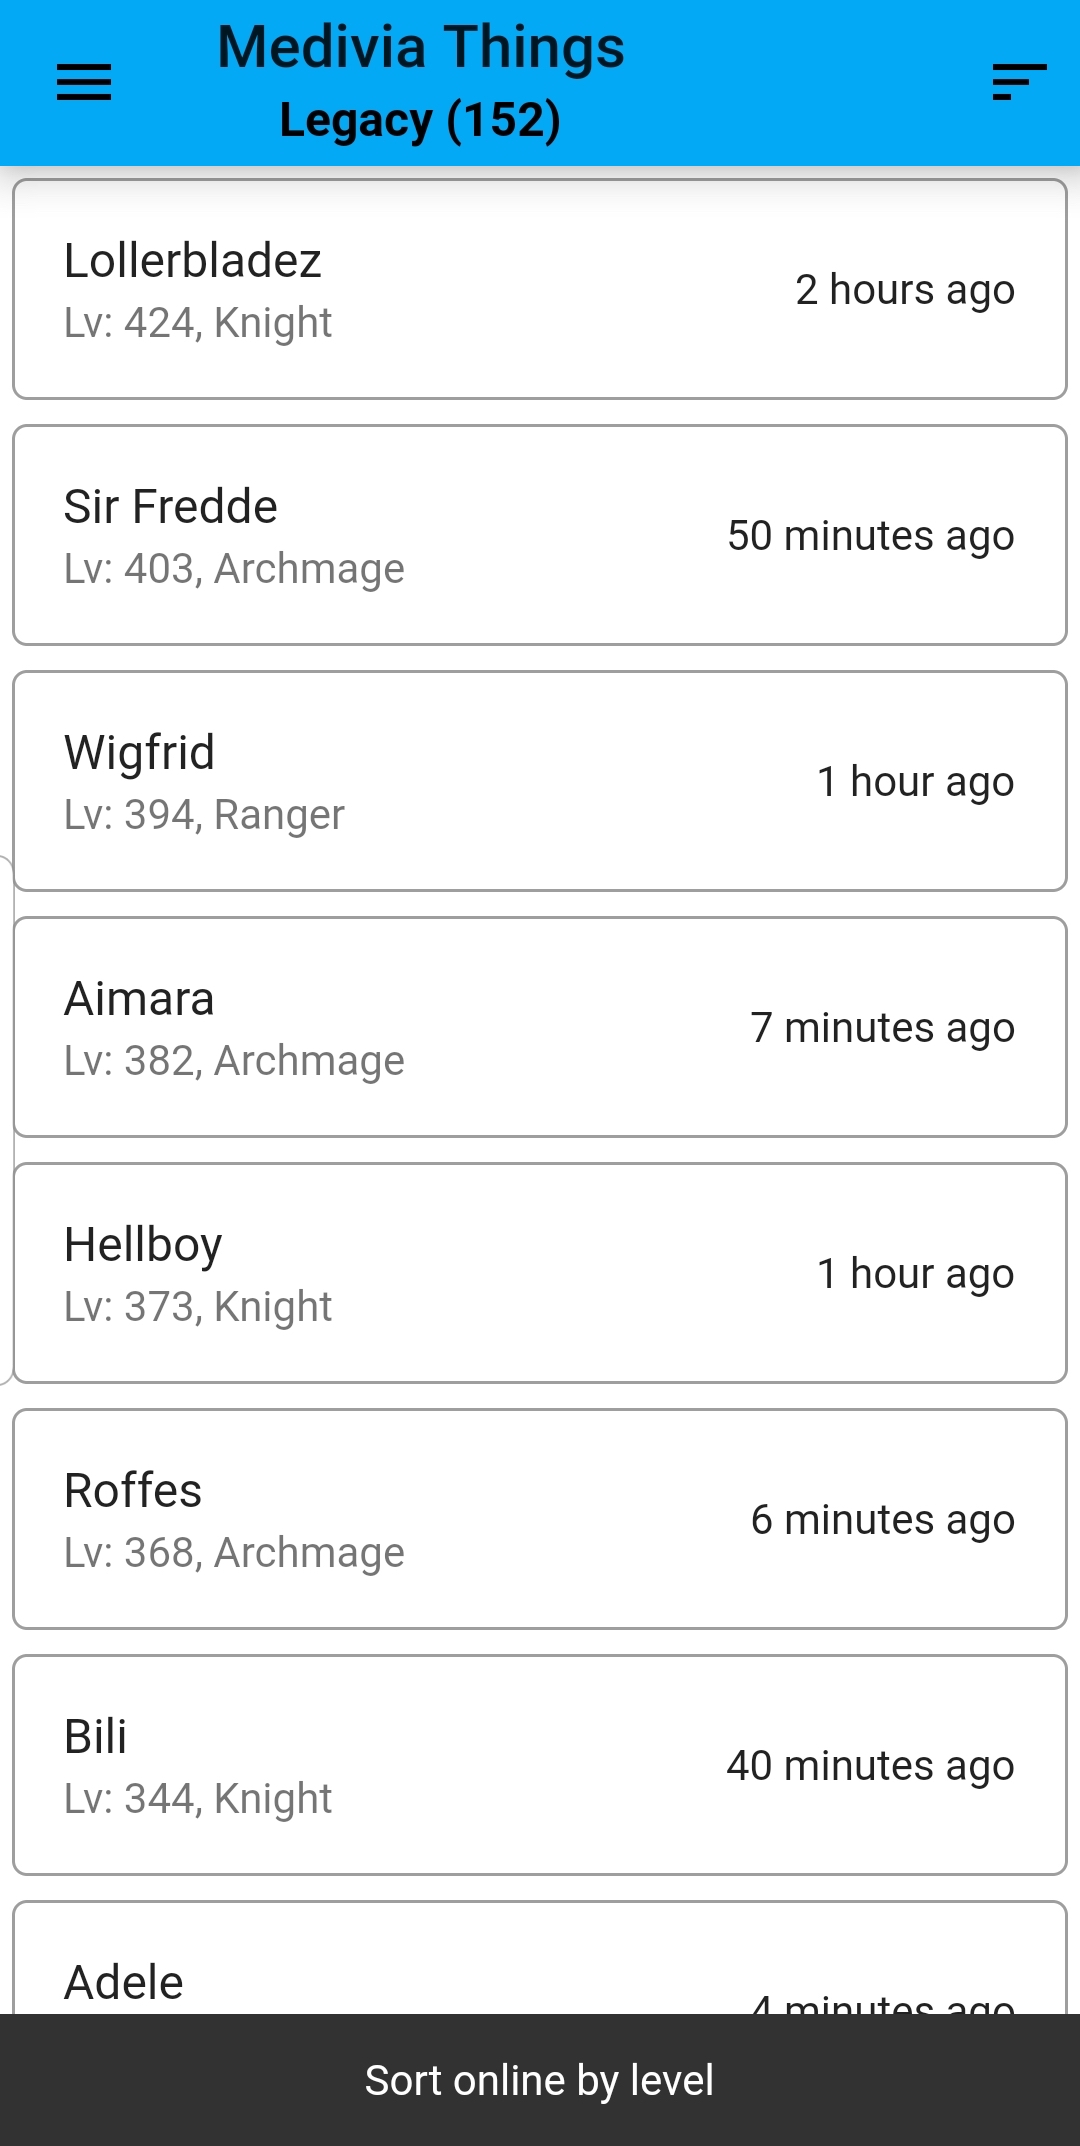 Medivia Things
Legacy (152)
Lollerbladez
Lv: 424, Knight
2 hours ago
Sir Fredde
Lv: 403, Archmage
50 minutes ago
Wigfrid
Lv: 394, Ranger
1 hour ago
Aimara
Lv: 382, Archmage
7 minutes ago
Hellboy
Lv: 373, Knight
1 hour ago
Roffes
Lv: 368, Archmage
6 minutes ago
Bili
Lv: 344, Knight
40 minutes ago
Adele
4 minutes ago
Sort online by level